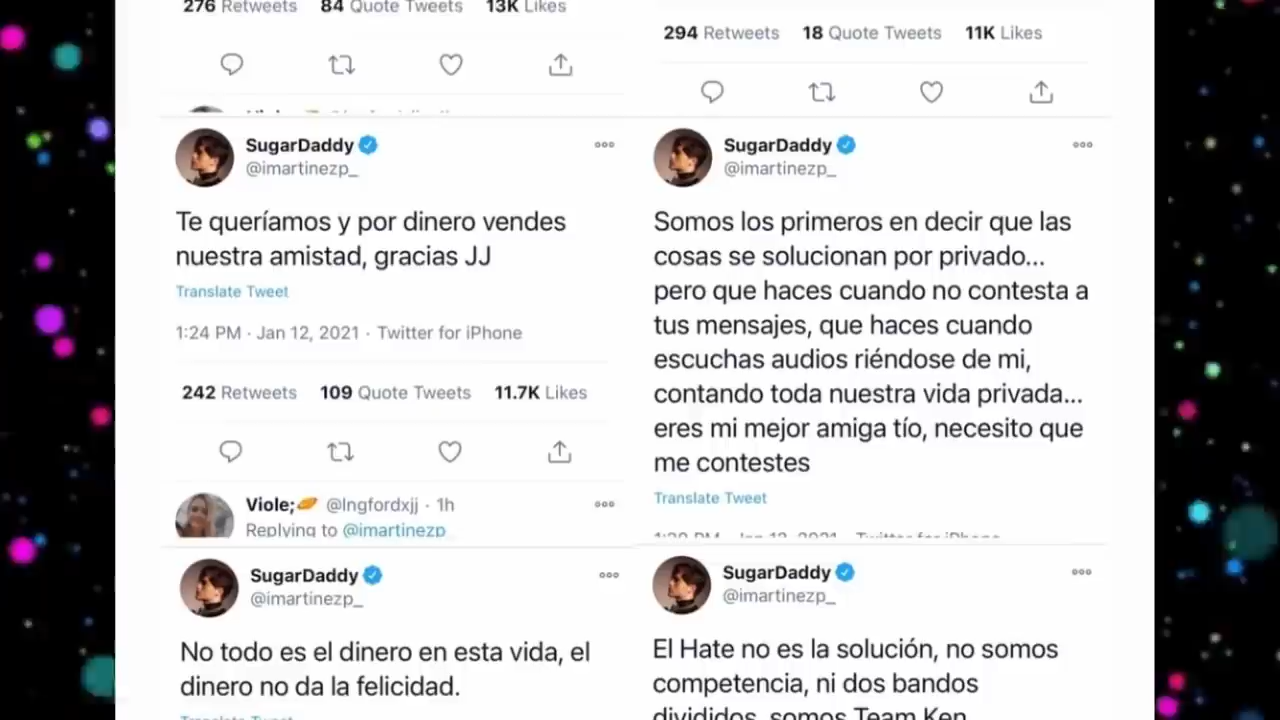 276 Retweets 84 Quote Tweets 13K Likes
294 Retweets 18 Quote Tweets 11K Likes
SugarDaddy
@imartinezp_
Te queríamos y por dinero vendes
nuestra amistad, gracias JJ
Translate Tweet
1:24 PM · Jan 12, 2021 · Twitter for iPhone
242 Retweets 109 Quote Tweets 11.7K Likes
Viole; @lngfordxjj · 1h
Replying to @imartinezp_
SugarDaddy
@imartinezp_
Somos los primeros en decir que las
cosas se solucionan por privado...
pero que haces cuando no contesta a
tus mensajes, que haces cuando
escuchas audios riéndose de mi,
contando toda nuestra vida privada...
eres mi mejor amiga tío, necesito que
me contestes
Translate Tweet
SugarDaddy
@imartinezp_
No todo es el dinero en esta vida, el
dinero no da la felicidad.
Translate Tweet
SugarDaddy
@imartinezp_
El Hate no es la solución, no somos
competencia, ni dos bandos
divididos, somos Team Ken